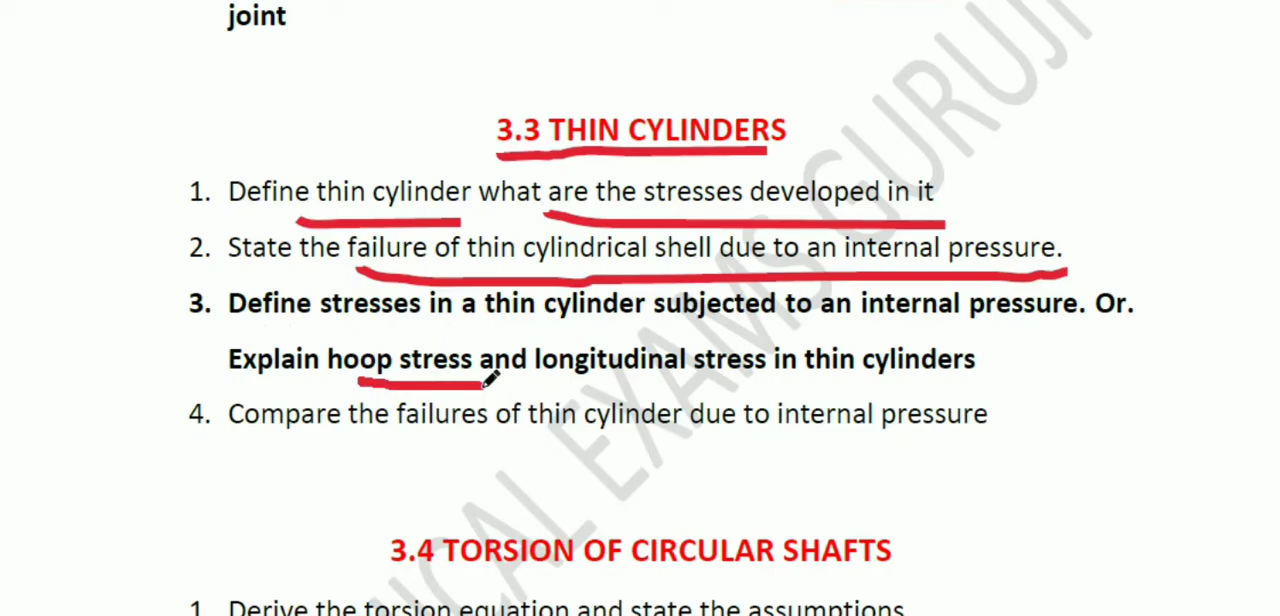 joint
3.3 THIN CYLINDERS
1. Define thin cylinder what are the stresses developed in it
2. State the failure of thin cylindrical shell due to an internal pressure.
3. Define stresses in a thin cylinder subjected to an internal pressure. Or.
Explain hoop stress and longitudinal stress in thin cylinders
4. Compare the failures of thin cylinder due to internal pressure
3.4 TORSION OF CIRCULAR SHAFTS
1. Derive the torsion equation and state the assumptions
ICAL EXAMS GURUJI